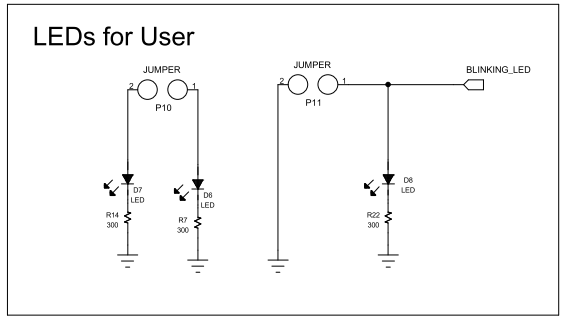 LEDs for User
JUMPER
2 1
P10
JUMPER
2 1
P11
BLINKING_LED
D7
LED
R14
300
D6
LED
R7
300
D8
LED
R22
300